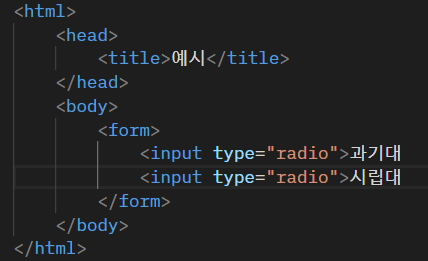 <html>
<head>
<title>예시</title>
</head>
<body>
<form>
<input type="radio">과기대
<input type="radio">시립대
</form>
</body>
</html>